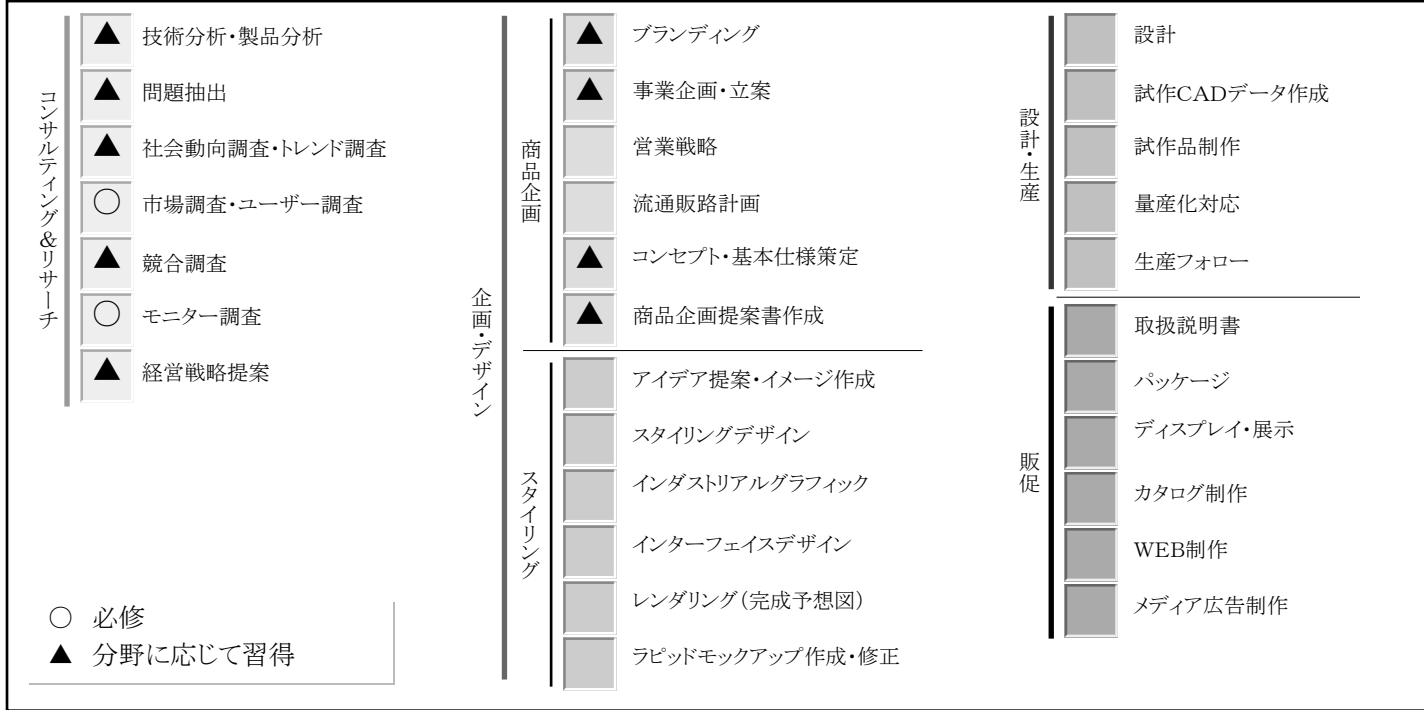 コンサルティング&リサーチ
▲ 技術分析・製品分析
▲ 問題抽出
▲ 社会動向調査・トレンド調査
○ 市場調査・ユーザー調査
▲ 競合調査
○ モニター調査
▲ 経営戦略提案
企画・デザイン
商品企画
▲ ブランディング
▲ 事業企画・立案
営業戦略
流通販路計画
▲ コンセプト・基本仕様策定
▲ 商品企画提案書作成
スタイリング
アイデア提案・イメージ作成
スタイリングデザイン
インダストリアルグラフィック
インターフェイスデザイン
レンダリング(完成予想図)
ラピッドモックアップ作成・修正
設計・生産
設計
試作CADデータ作成
試作品制作
量産化対応
生産フォロー
販促
取扱説明書
パッケージ
ディスプレイ・展示
カタログ制作
WEB制作
メディア広告制作
○ 必修
▲ 分野に応じて習得